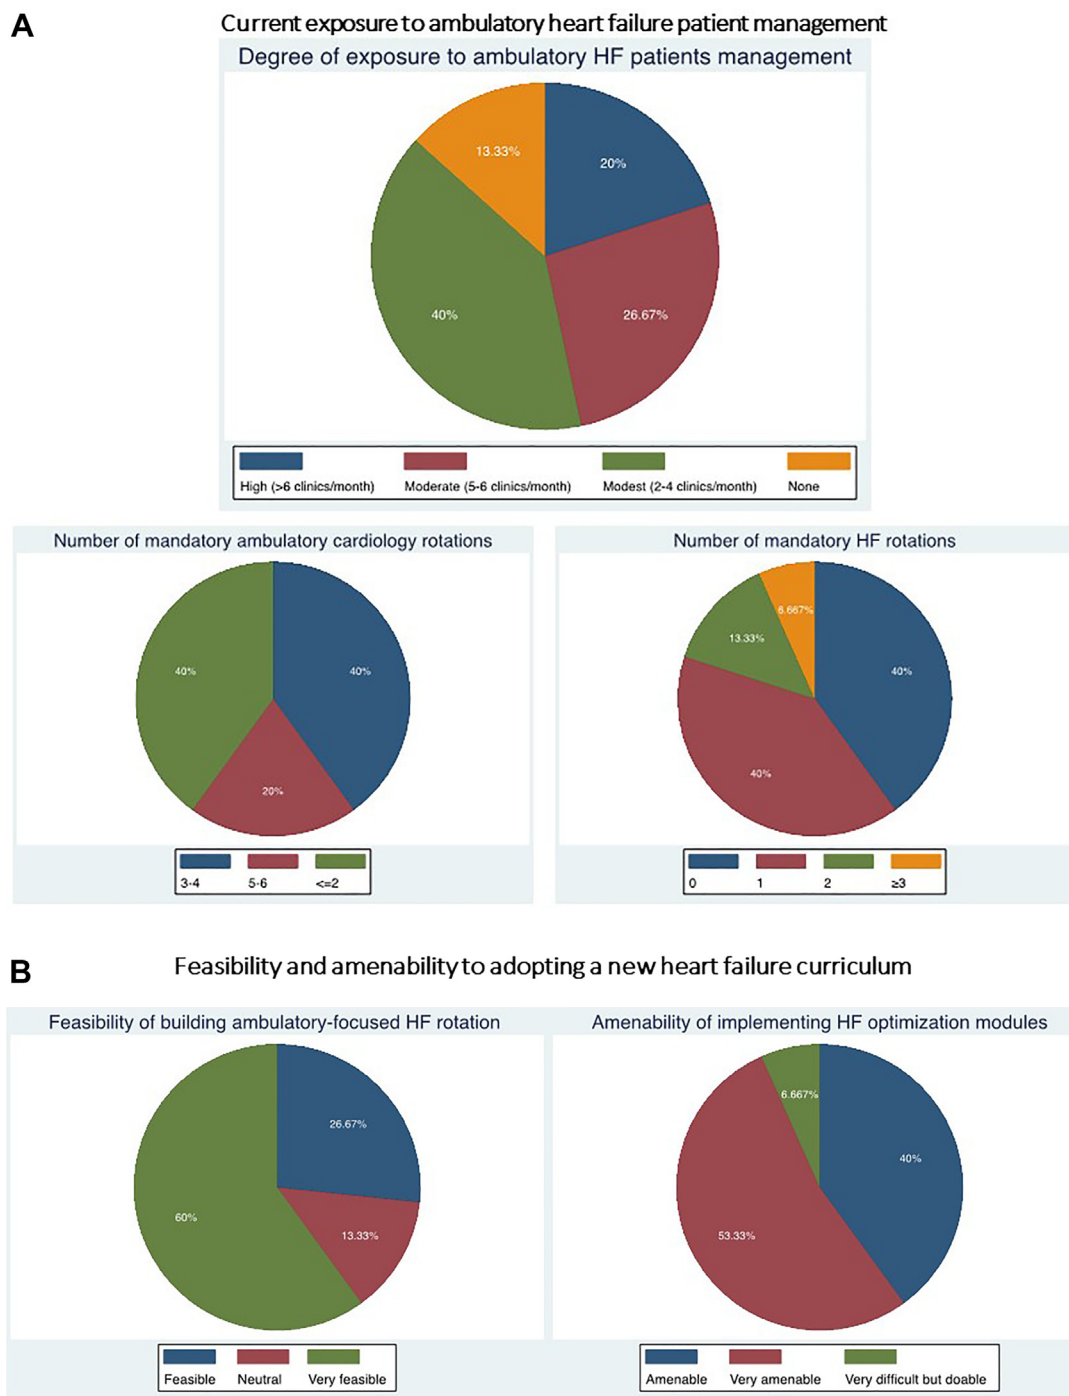 A
Current exposure to ambulatory heart failure patient management
Degree of exposure to ambulatory HF patients management
13.33%
20%
40%
26.67%
High (>6 clinics/month) Moderate (5-6 clinics/month) Modest (2-4 clinics/month) None
Number of mandatory ambulatory cardiology rotations
40%
40%
20%
3-4 5-6 <=2
Number of mandatory HF rotations
6.667%
13.33%
40%
40%
0 1 2 ≥3
B
Feasibility and amenability to adopting a new heart failure curriculum
Feasibility of building ambulatory-focused HF rotation
26.67%
60%
13.33%
Feasible Neutral Very feasible
Amenability of implementing HF optimization modules
6.667%
40%
53.33%
Amenable Very amenable Very difficult but doable